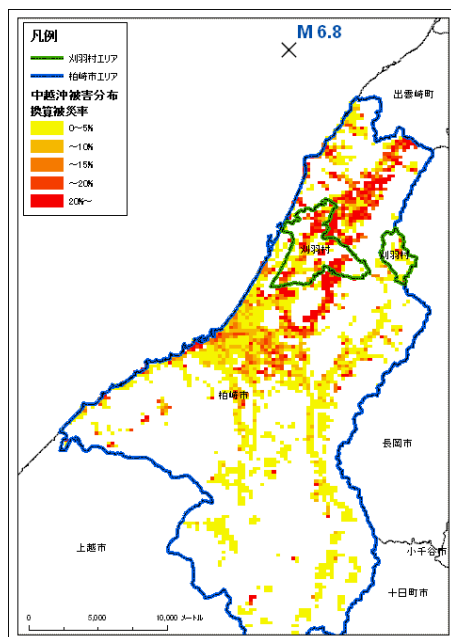 M 6.8
凡例
刈羽村エリア
柏崎市エリア
中越沖被害分布
換算被災率
0～5%
～10%
～15%
～20%
20%～
出雲崎町
刈羽村
刈羽村
柏崎市
長岡市
上越市
小千谷市
十日町市
0 5,000 10,000 メートル